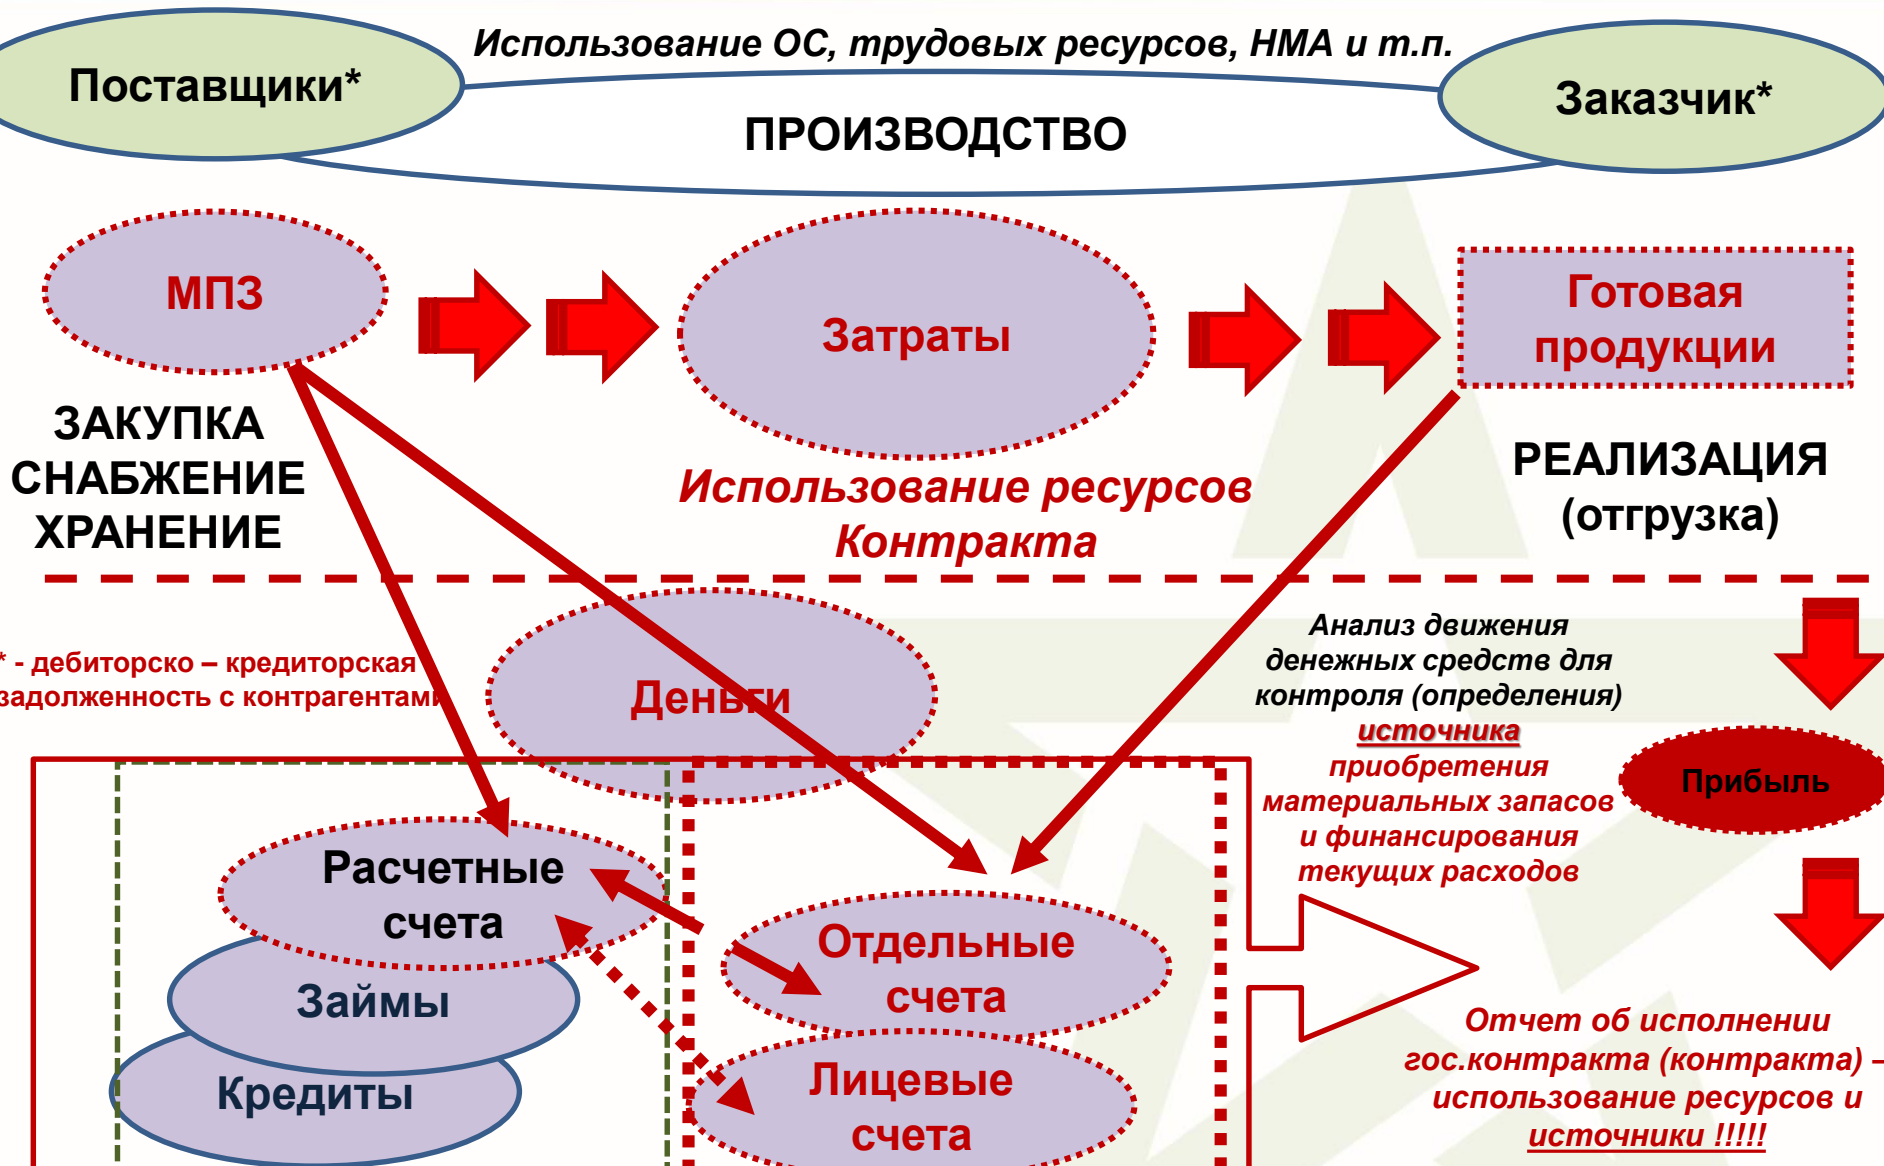 Использование ОС, трудовых ресурсов, НМА и т.п.
Поставщики*
ПРОИЗВОДСТВО
Заказчик*
МПЗ
Затраты
Готовая
продукции
ЗАКУПКА
СНАБЖЕНИЕ
ХРАНЕНИЕ
Использование ресурсов
Контракта
РЕАЛИЗАЦИЯ
(отгрузка)
* - дебиторско – кредиторская
задолженность с контрагентами
Деньги
Анализ движения
денежных средств для
контроля (определения)
источника
приобретения
материальных запасов
и финансирования
текущих расходов
Прибыль
Расчетные
счета
Займы
Кредиты
Отдельные
счета
Лицевые
счета
Отчет об исполнении
гос.контракта (контракта) –
использование ресурсов и
источники !!!!!